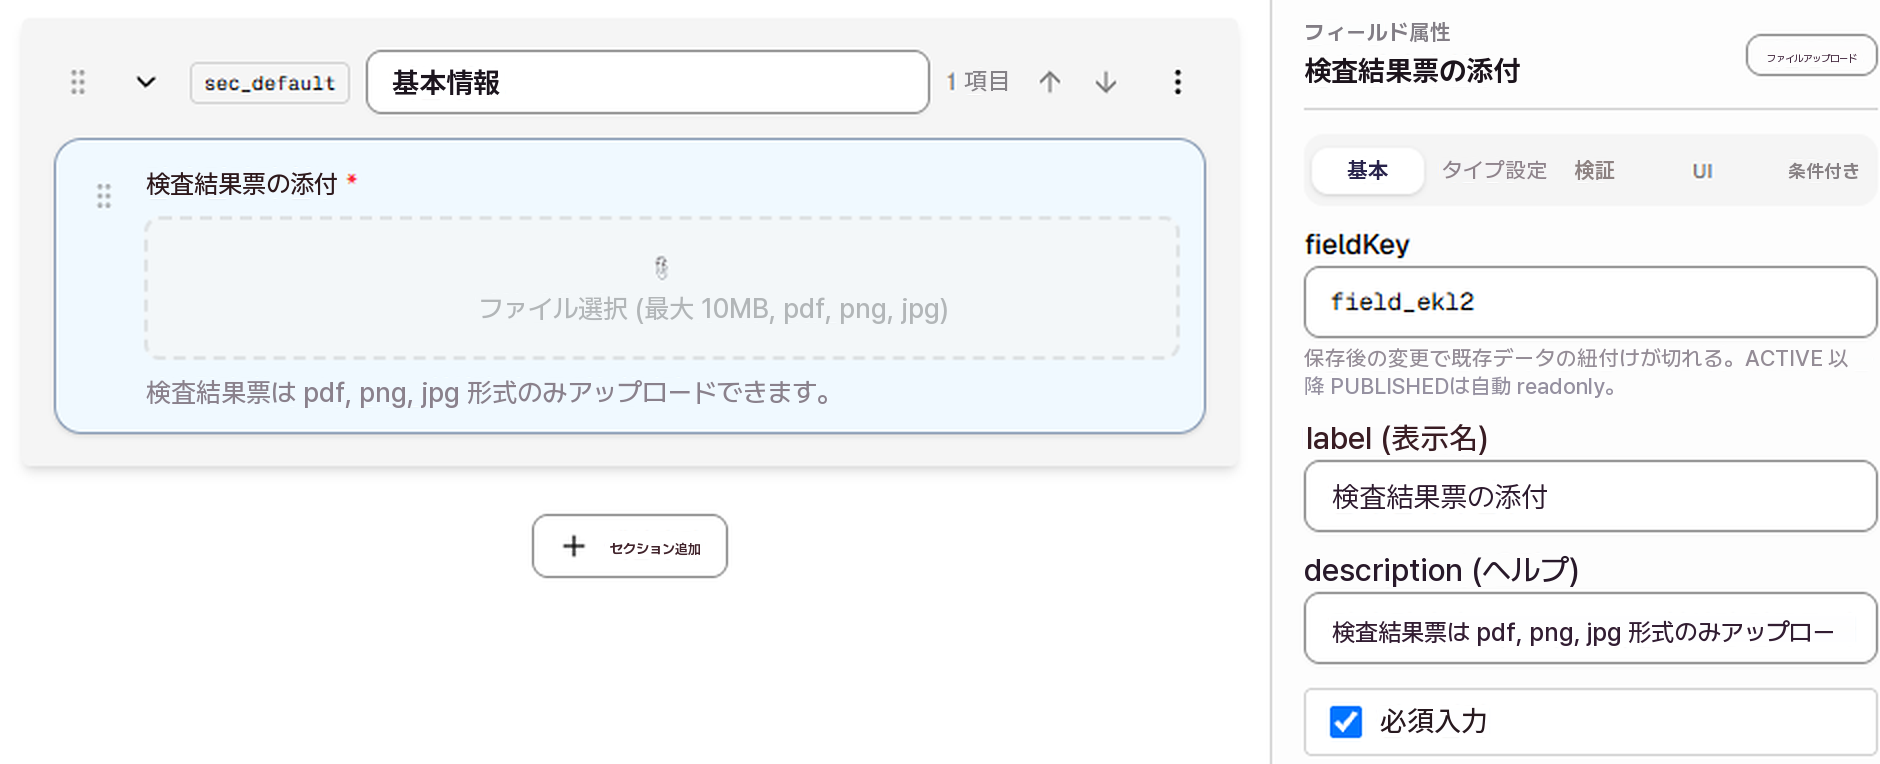 sec_default
基本情報
1 項目
検査結果票の添付 *
ファイル選択 (最大 10MB, pdf, png, jpg)
検査結果票は pdf, png, jpg 形式のみアップロードできます。
セクション追加
フィールド属性
検査結果票の添付
ファイルアップロード
基本 タイプ設定 検証 UI 条件付き
fieldKey
field_ekl2
保存後の変更で既存データの紐付けが切れる。ACTIVE 以
降 PUBLISHEDは自動 readonly。
label (表示名)
検査結果票の添付
description (ヘルプ)
検査結果票は pdf, png, jpg 形式のみアップロー
必須入力